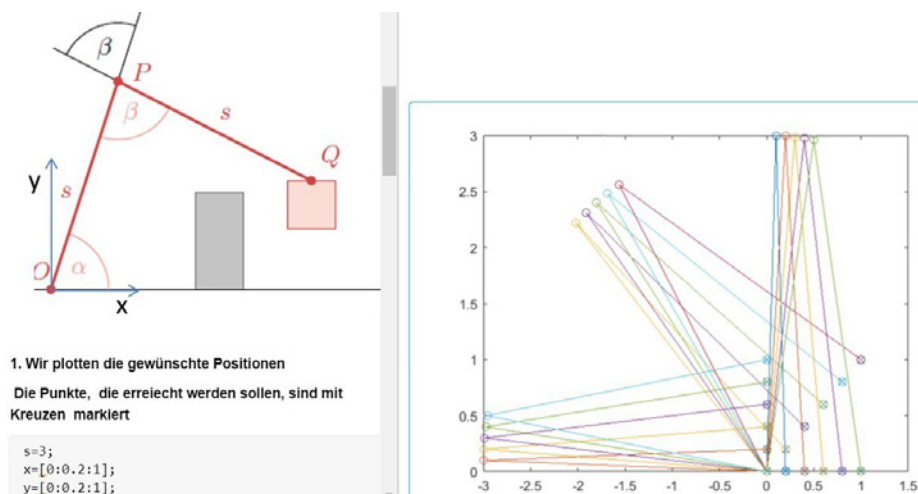 β
P
β
s
Q
y
s
α
O
x
1. Wir plotten die gewünschte Positionen
Die Punkte, die erreiecht werden sollen, sind mit
Kreuzen markiert
s=3;
x=[0:0.2:1];
y=[0:0.2:1];
3
2.5
2
1.5
1
0.5
0
-3 -2.5 -2 -1.5 -1 -0.5 0 0.5 1 1.5